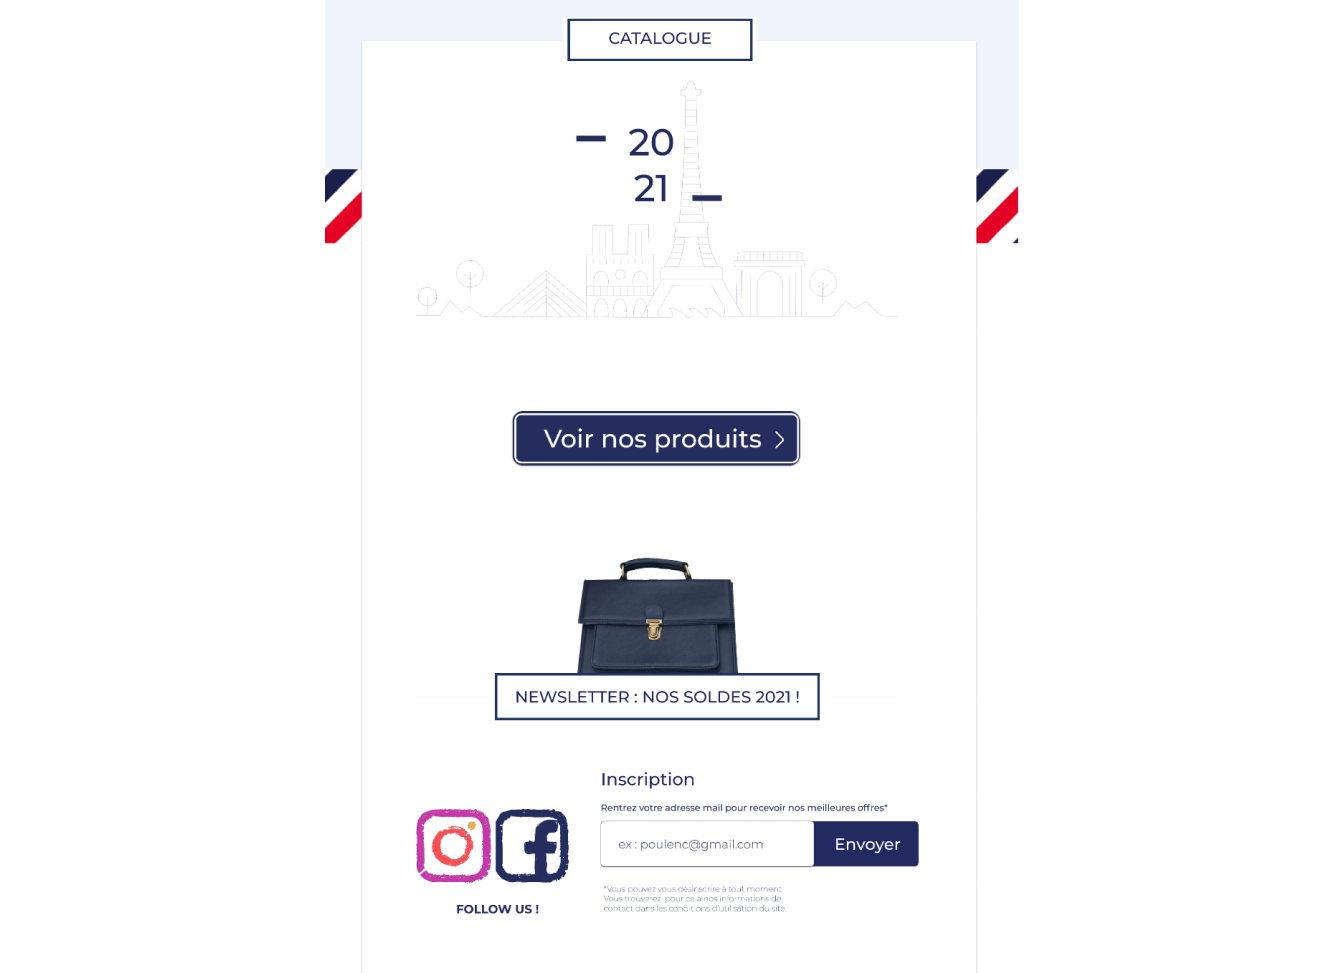 CATALOGUE
20
21
Voir nos produits
NEWSLETTER : NOS SOLDES 2021 !
Inscription
Rentrez votre adresse mail pour recevoir nos meilleures offres*
ex : poulenc@gmail.com
Envoyer
*Vous pouvez vous désinscrire à tout moment.
Vous trouverez pour cela nos informations de
contact dans les conditions d'utilisation du site.
FOLLOW US !